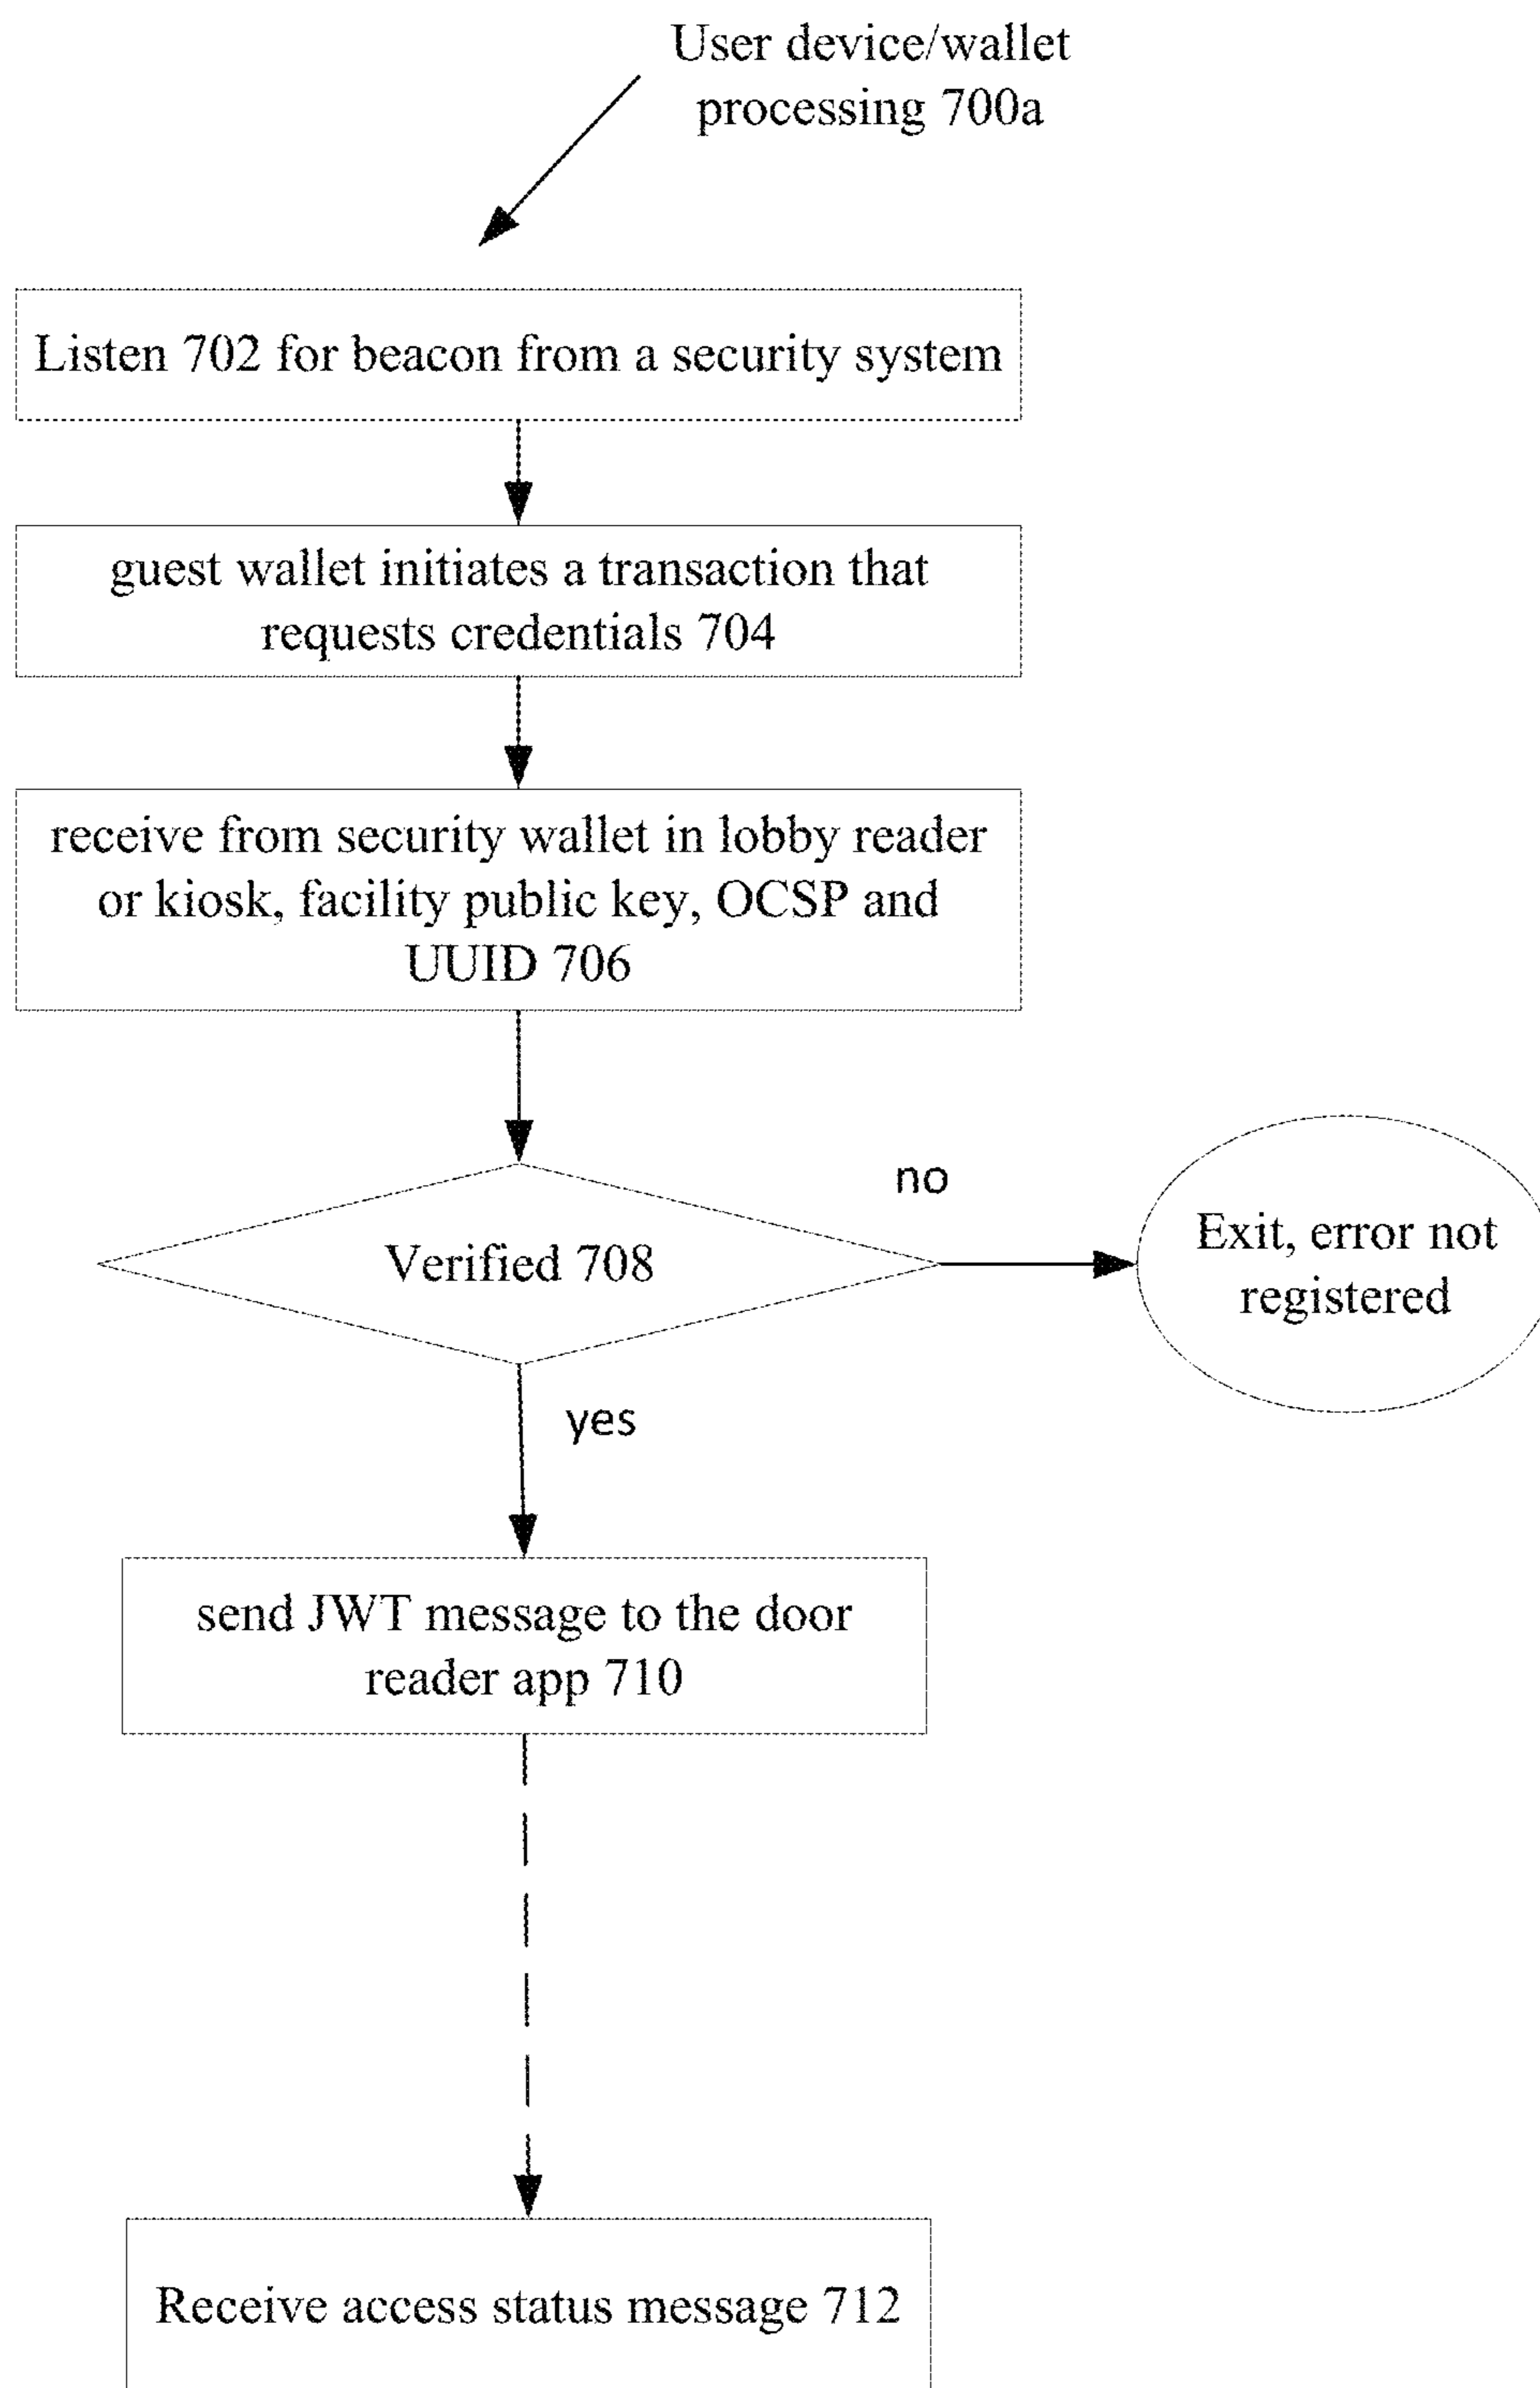 User device/wallet
processing 700a
Listen 702 for beacon from a security system
guest wallet initiates a transaction that
requests credentials 704
receive from security wallet in lobby reader
or kiosk, facility public key, OCSP and
UUID 706
no
Verified 708
Exit, error not
registered
yes
send JWT message to the door
reader app 710
Receive access status message 712